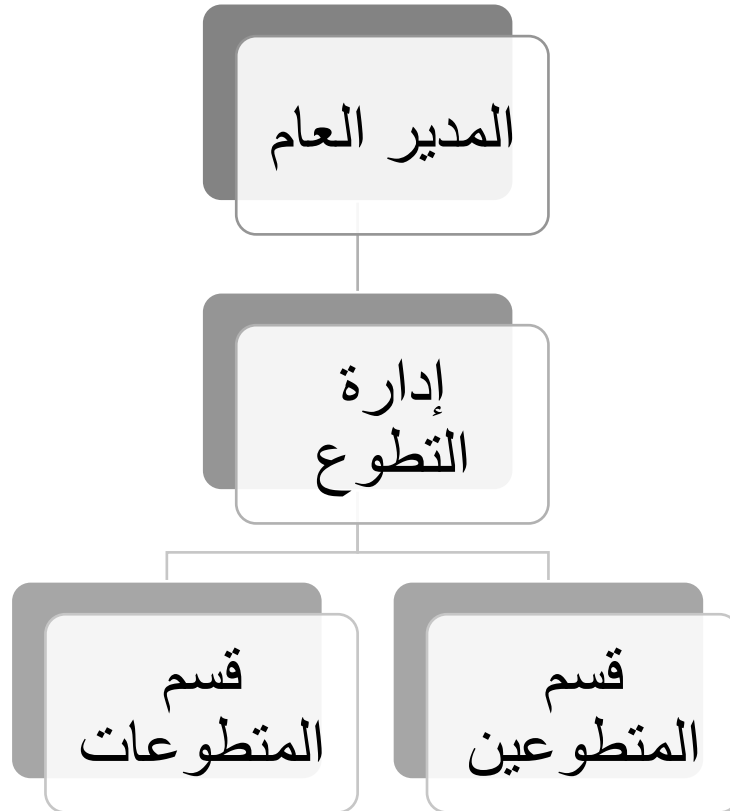 المدير العام
إدارة
التطوع
قسم
المتطوعين
قسم
المتطوعات